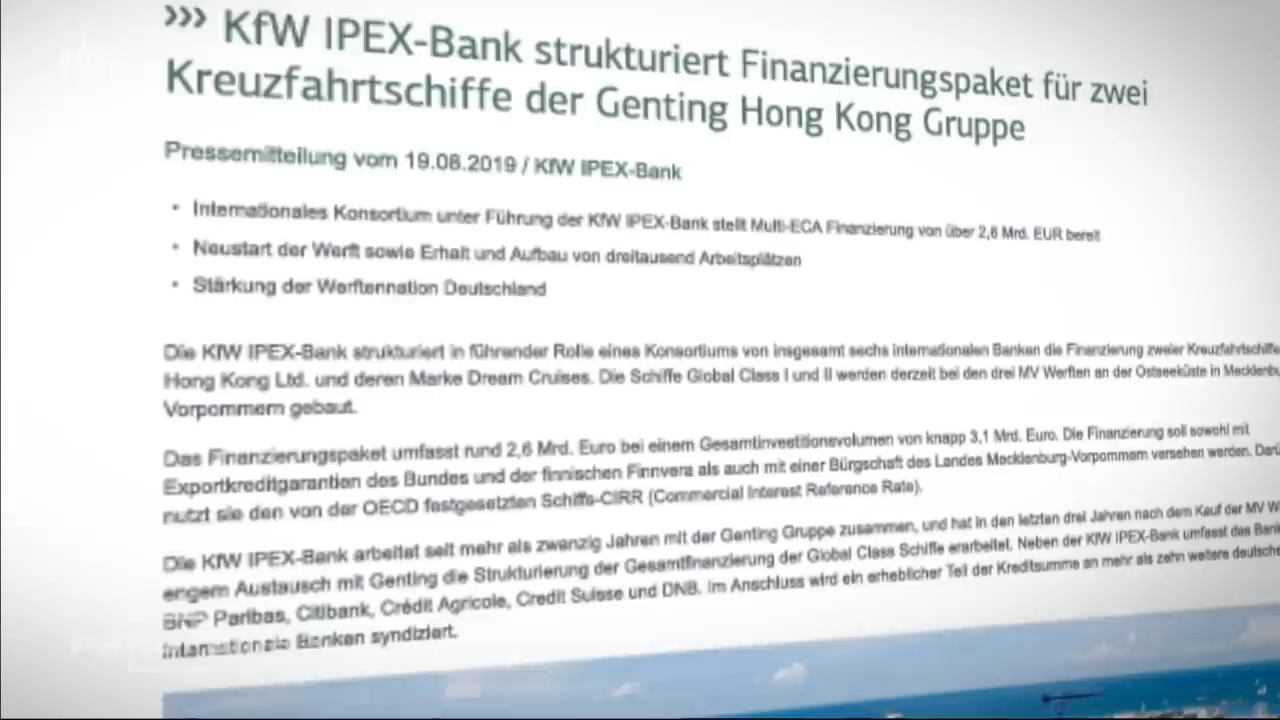 ››› KfW IPEX-Bank strukturiert Finanzierungspaket für zwei
Kreuzfahrtschiffe der Genting Hong Kong Gruppe
Pressemitteilung vom 19.08.2019 / KfW IPEX-Bank
• Internationales Konsortium unter Führung der KfW IPEX-Bank stellt Multi-ECA Finanzierung von über 2,6 Mrd. EUR bereit
• Neustart der Werft sowie Erhalt und Aufbau von dreitausend Arbeitsplätzen
• Stärkung der Werftennation Deutschland
Die KfW IPEX-Bank strukturiert in führender Rolle eines Konsortiums von insgesamt sechs internationalen Banken die Finanzierung zweier Kreuzfahrtschiffe
Hong Kong Ltd. und deren Marke Dream Cruises. Die Schiffe Global Class I und II werden derzeit bei den drei MV Werften an der Ostseeküste in Mecklenbu
Vorpommern gebaut.
Das Finanzierungspaket umfasst rund 2,6 Mrd. Euro bei einem Gesamtinvestitionsvolumen von knapp 3,1 Mrd. Euro. Die Finanzierung soll sowohl mit
Exportkreditgarantien des Bundes und der finnischen Finnvera als auch mit einer Bürgschaft des Landes Mecklenburg-Vorpommern versehen werden. Darü
nutzt sie den von der OECD festgesetzten Schiffs-CIRR (Commercial Interest Reference Rate).
Die KfW IPEX-Bank arbeitet seit mehr als zwanzig Jahren mit der Genting Gruppe zusammen, und hat in den letzten drei Jahren nach dem Kauf der MV W
engem Austausch mit Genting die Strukturierung der Gesamtfinanzierung der Global Class Schiffe erarbeitet. Neben der KfW IPEX-Bank umfasst das Ban
BNP Paribas, Citibank, Crédit Agricole, Credit Suisse und DNB. Im Anschluss wird ein erheblicher Teil der Kreditsumme an mehr als zehn weitere deutsche
internationale Banken syndiziert.